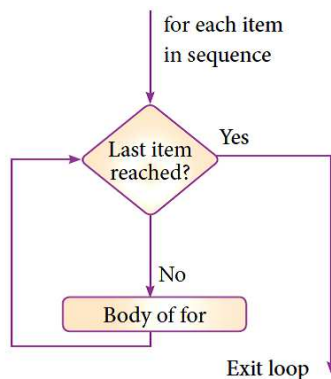 for each item
in sequence
Last item
reached?
Yes
No
Body of for
Exit loop